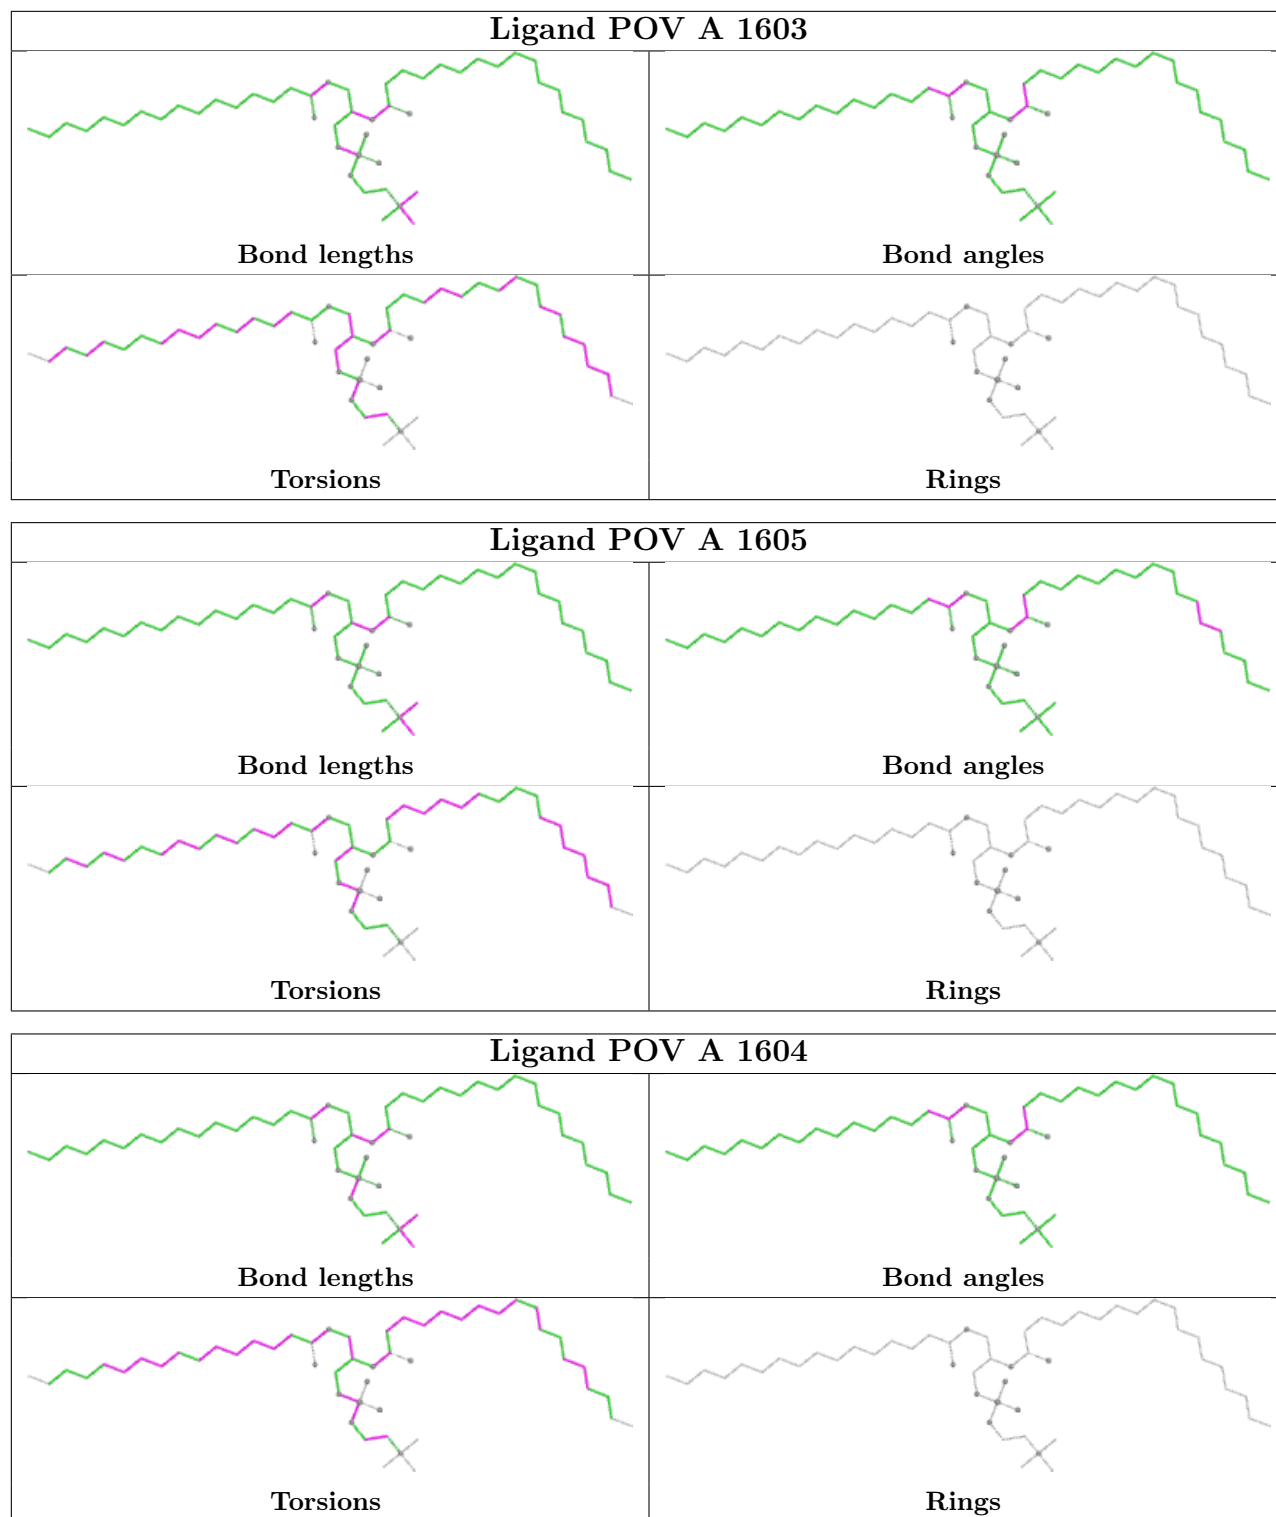 Ligand POV A 1603
Bond lengths
Bond angles
Torsions
Rings
Ligand POV A 1605
Bond lengths
Bond angles
Torsions
Rings
Ligand POV A 1604
Bond lengths
Bond angles
Torsions
Rings